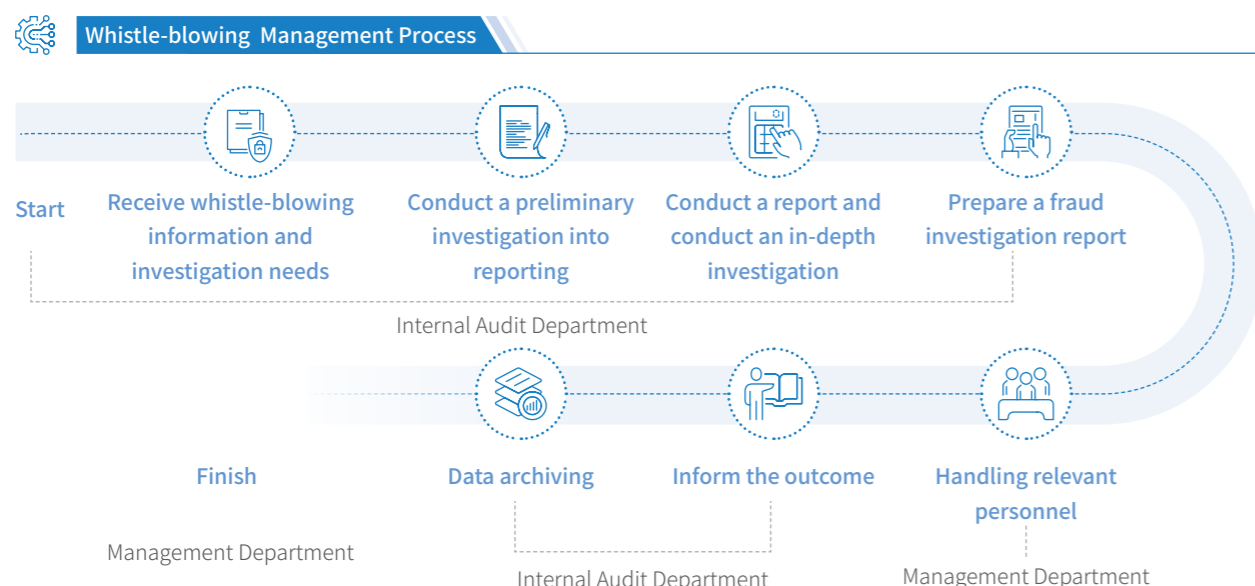 Whistle-blowing Management Process
Start
Receive whistle-blowing
information and
investigation needs
Conduct a preliminary
investigation into
reporting
Conduct a report and
conduct an in-depth
investigation
Prepare a fraud
investigation report
Internal Audit Department
Handling relevant
personnel
Management Department
Inform the outcome
Data archiving
Internal Audit Department
Finish
Management Department